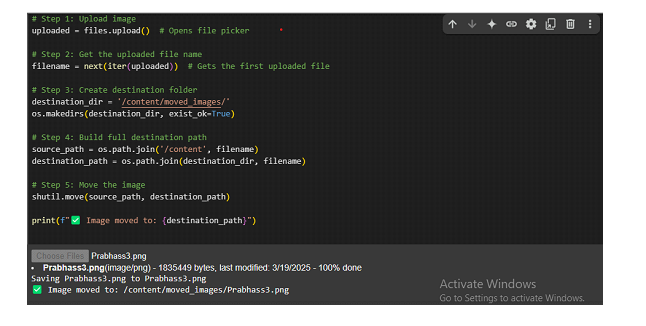 # Step 1: Upload image
uploaded = files.upload()  # Opens file picker
# Step 2: Get the uploaded file name
filename = next(iter(uploaded))  # Gets the first uploaded file
# Step 3: Create destination folder
destination_dir = '/content/moved_images/'
os.makedirs(destination_dir, exist_ok=True)
# Step 4: Build full destination path
source_path = os.path.join('/content', filename)
destination_path = os.path.join(destination_dir, filename)
# Step 5: Move the image
shutil.move(source_path, destination_path)
print(f"✅ Image moved to: {destination_path}")
Choose Files Prabhass3.png
• Prabhass3.png(image/png) - 1835449 bytes, last modified: 3/19/2025 - 100% done
Saving Prabhass3.png to Prabhass3.png
✅ Image moved to: /content/moved_images/Prabhass3.png
Activate Windows
Go to Settings to activate Windows.